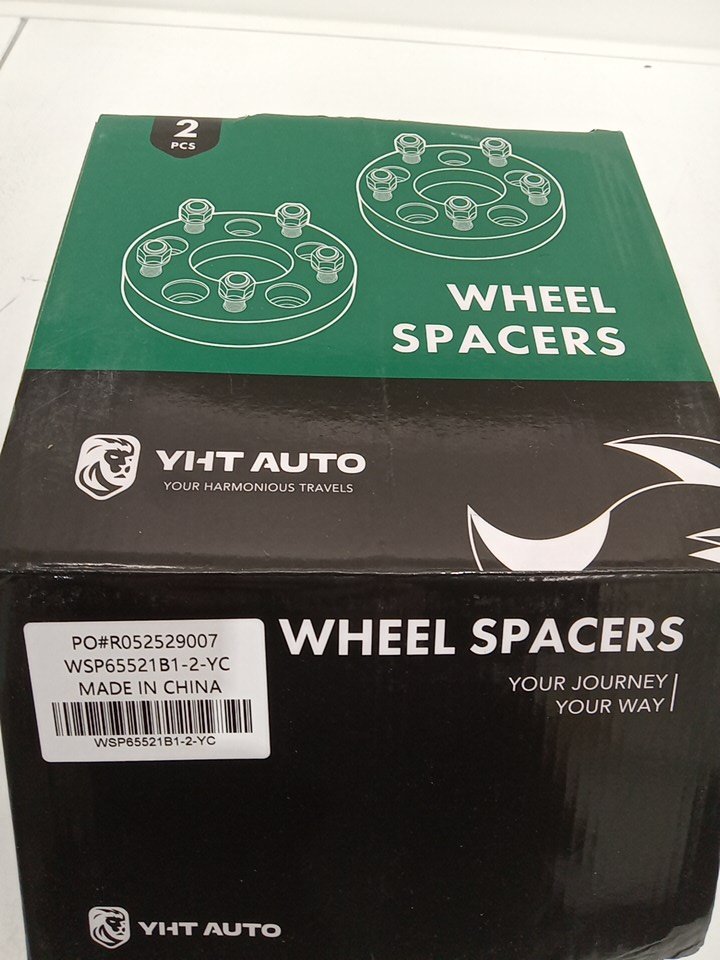 2
PCS
WHEEL
SPACERS
YHT AUTO
YOUR HARMONIOUS TRAVELS
PO#R052529007
WSP65521B1-2-YC
MADE IN CHINA
WSP65521B1-2-YC
WHEEL SPACERS
YOUR JOURNEY
YOUR WAY
YHT AUTO